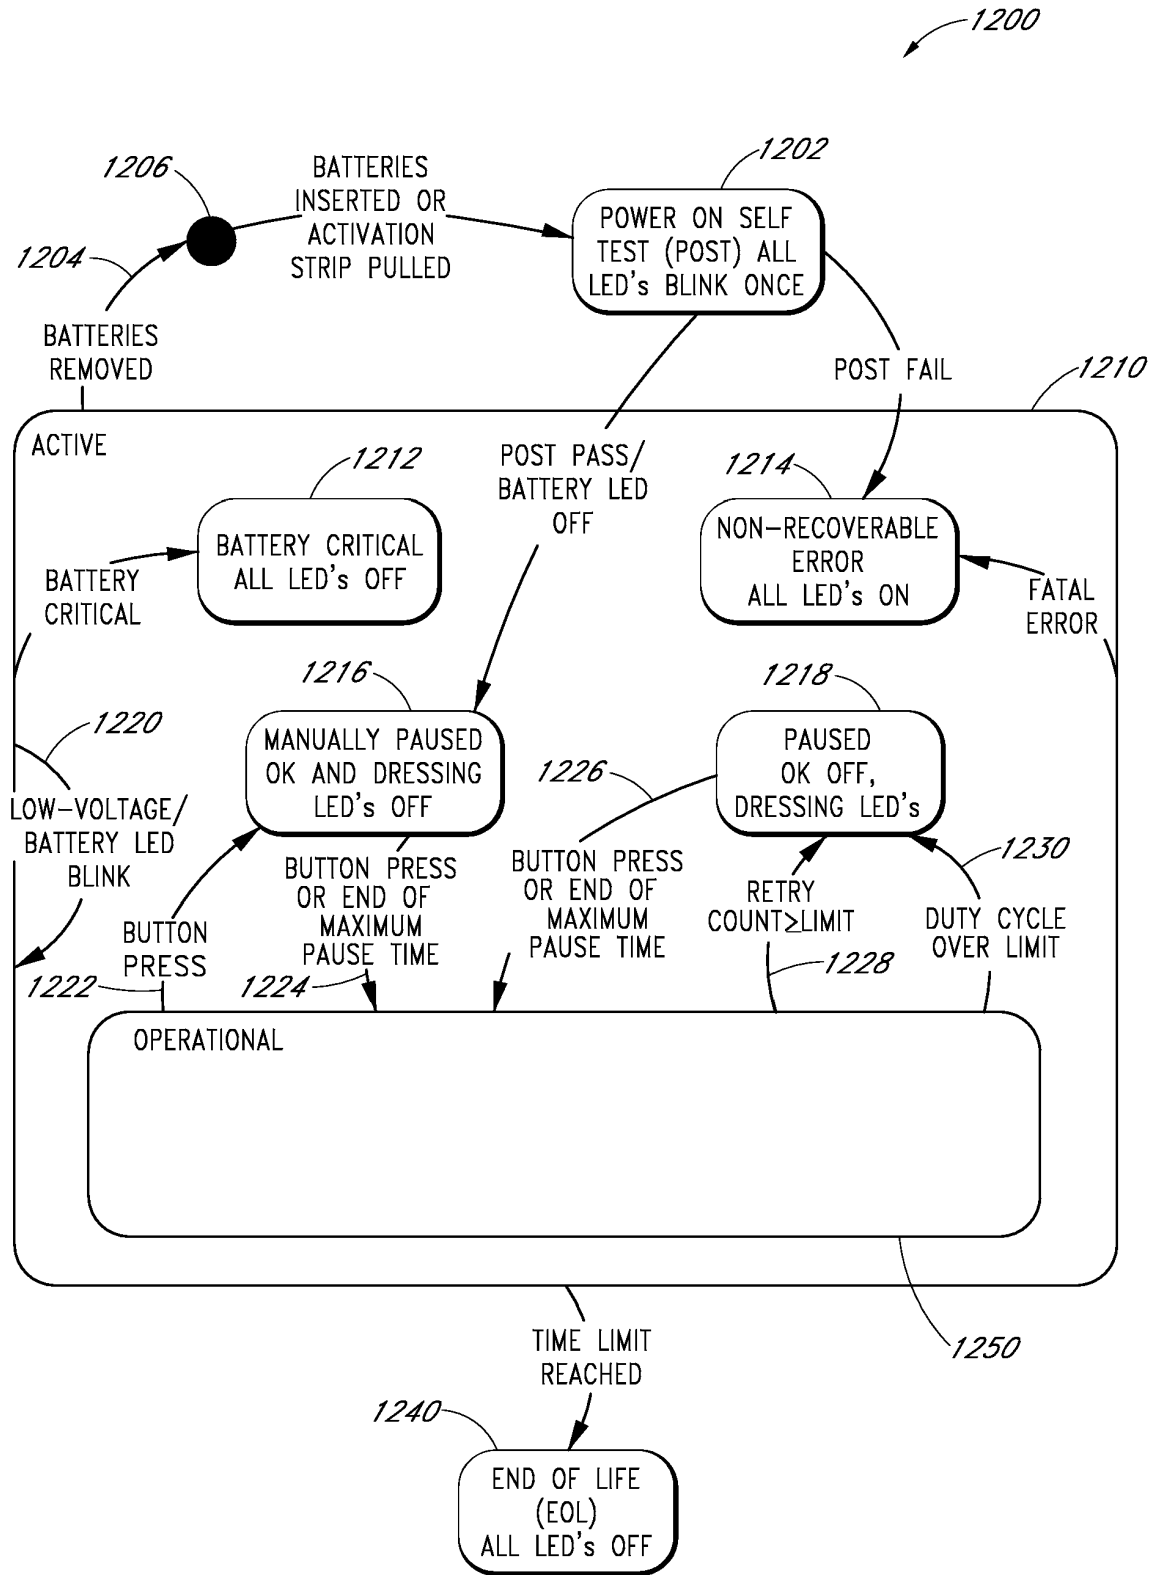 1200
1206
BATTERIES
INSERTED OR
ACTIVATION
STRIP PULLED
1202
POWER ON SELF
TEST (POST) ALL
LED's BLINK ONCE
1204
BATTERIES
REMOVED
POST FAIL
1210
ACTIVE
1212
BATTERY CRITICAL
ALL LED's OFF
POST PASS/
BATTERY LED
OFF
1214
NON-RECOVERABLE
ERROR
ALL LED's ON
BATTERY
CRITICAL
FATAL
ERROR
1216
MANUALLY PAUSED
OK AND DRESSING
LED's OFF
1218
PAUSED
OK OFF,
DRESSING LED's
1220
LOW-VOLTAGE/
BATTERY LED
BLINK
1226
BUTTON PRESS
OR END OF
MAXIMUM
PAUSE TIME
BUTTON PRESS
OR END OF
MAXIMUM
PAUSE TIME
RETRY
COUNT≥LIMIT
1230
DUTY CYCLE
OVER LIMIT
BUTTON
PRESS
1222
1224
1228
OPERATIONAL
1250
TIME LIMIT
REACHED
1240
END OF LIFE
(EOL)
ALL LED's OFF